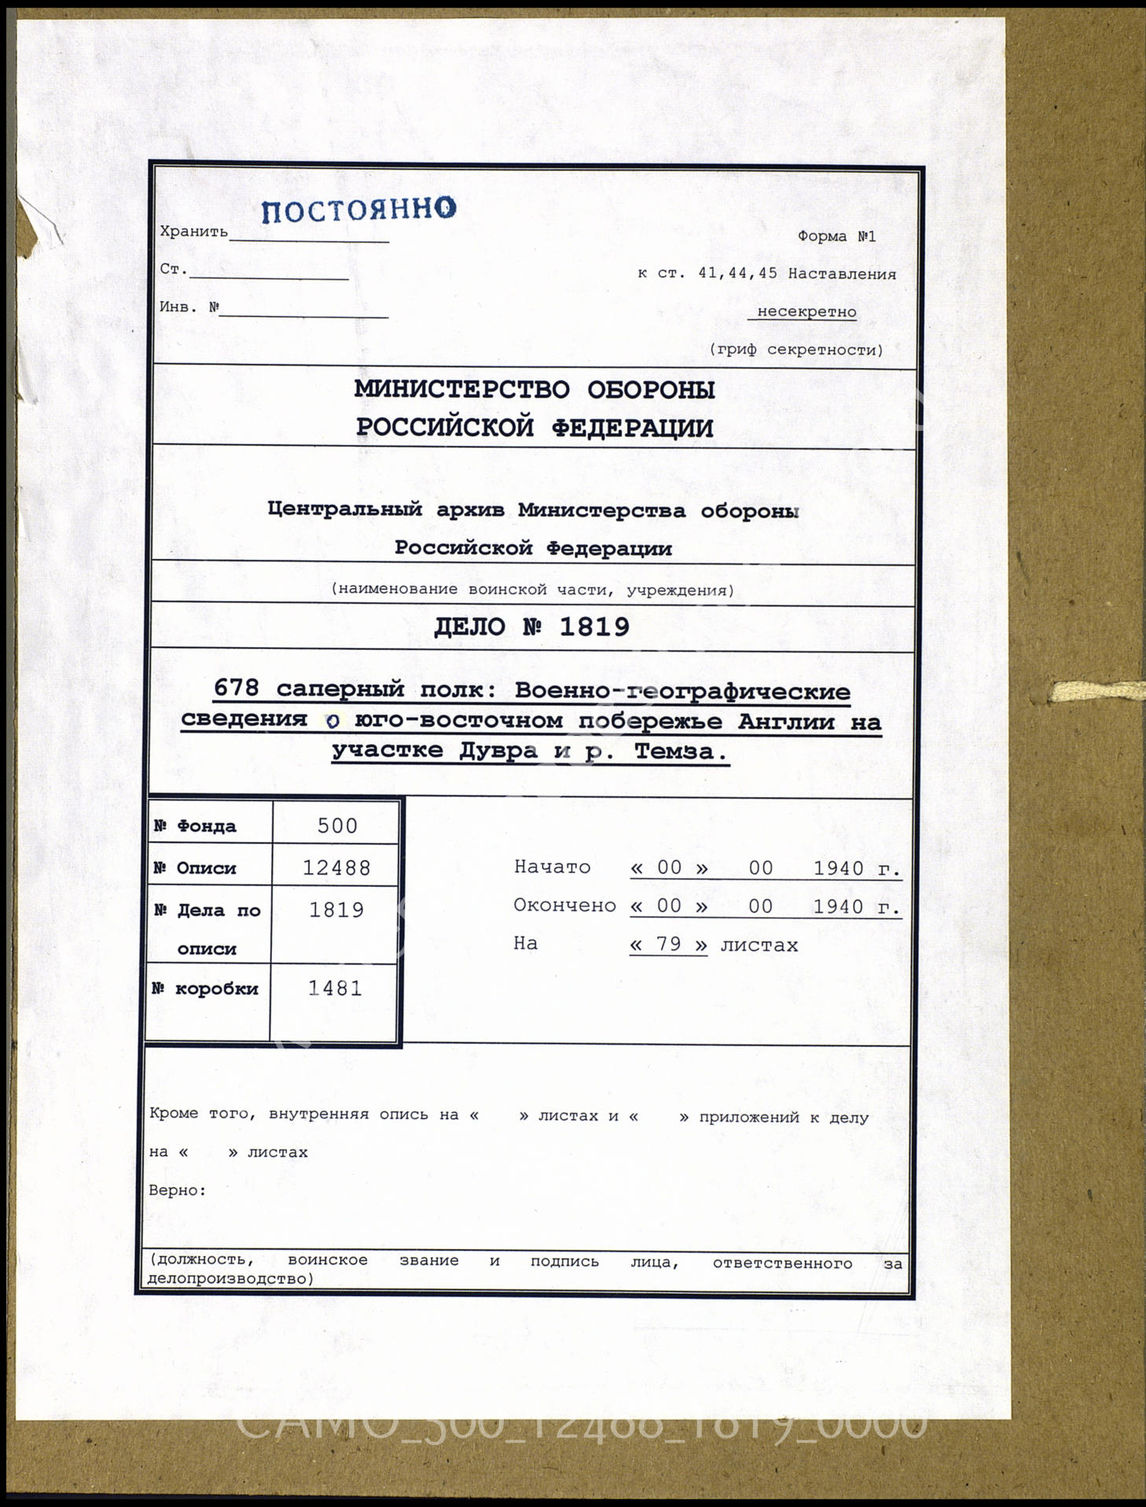 ПОСТОЯННО
Хранить
Форма №1
Ст.
к ст. 41,44,45 Наставления
Инв. №
несекретно
(гриф секретности)
МИНИСТЕРСТВО ОБОРОНЫ
РОССИЙСКОЙ ФЕДЕРАЦИИ
Центральный архив Министерства обороны
Российской Федерации
(наименование воинской части, учреждения)
ДЕЛО № 1819
678 саперный полк: Военно-географические
сведения о юго-восточном побережье Англии на
участке Дувра и р. Темза.
№ Фонда 500
№ Описи 12488
№ Дела по 1819
описи
№ коробки 1481
Начато « 00 » 00 1940 г.
Окончено « 00 » 00 1940 г.
На « 79 » листах
Кроме того, внутренняя опись на « » листах и « » приложений к делу
на « » листах
Верно:
(должность, воинское звание и подпись лица, ответственного за
делопроизводство)
CAMO_500_12488_1819_0000